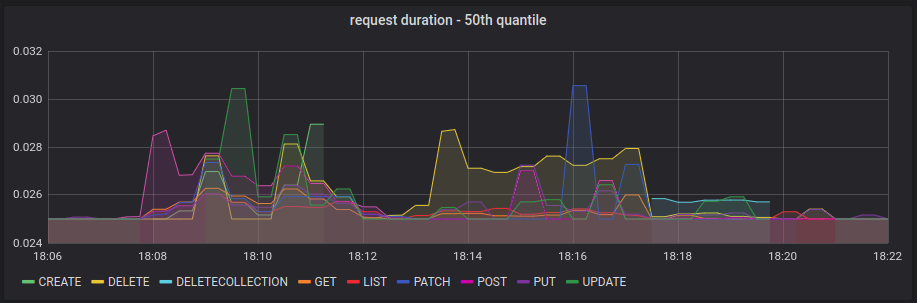 request duration - 50th quantile
0.032
0.030
0.028
0.026
0.024
18:06 18:08 18:10 18:12 18:14 18:16 18:18 18:20 18:22
CREATE DELETE DELETECOLLECTION GET LIST PATCH POST PUT UPDATE